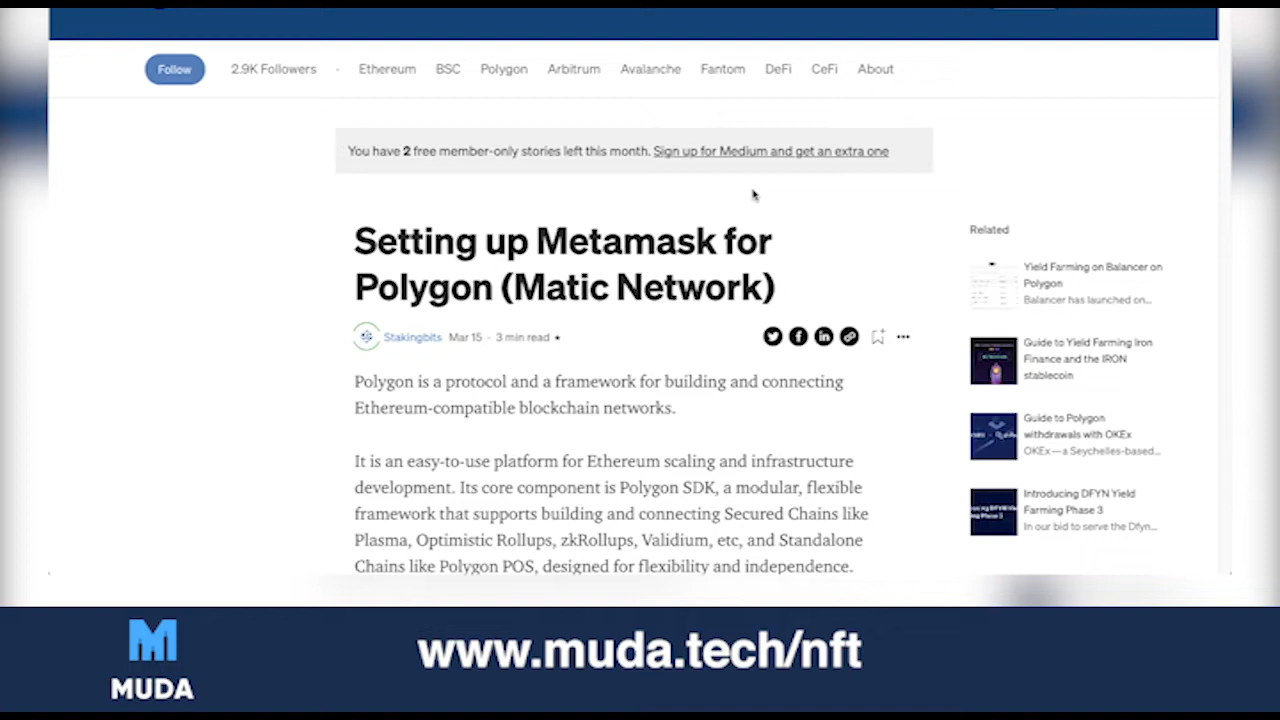 Follow 2.9K Followers · Ethereum BSC Polygon Arbitrum Avalanche Fantom DeFi CeFi About
You have 2 free member-only stories left this month. Sign up for Medium and get an extra one
Setting up Metamask for
Polygon (Matic Network)
Stakingbits Mar 15 · 3 min read
Polygon is a protocol and a framework for building and connecting
Ethereum-compatible blockchain networks.
It is an easy-to-use platform for Ethereum scaling and infrastructure
development. Its core component is Polygon SDK, a modular, flexible
framework that supports building and connecting Secured Chains like
Plasma, Optimistic Rollups, zkRollups, Validium, etc, and Standalone
Chains like Polygon POS, designed for flexibility and independence.
Related
Yield Farming on Balancer on
Polygon
Balancer has launched on...
Guide to Yield Farming Iron
Finance and the IRON
stablecoin
Guide to Polygon
withdrawals with OKEx
OKEx — a Seychelles-based...
Introducing DFYN Yield
Farming Phase 3
In our bid to serve the Dfyn...
MUDA
www.muda.tech/nft